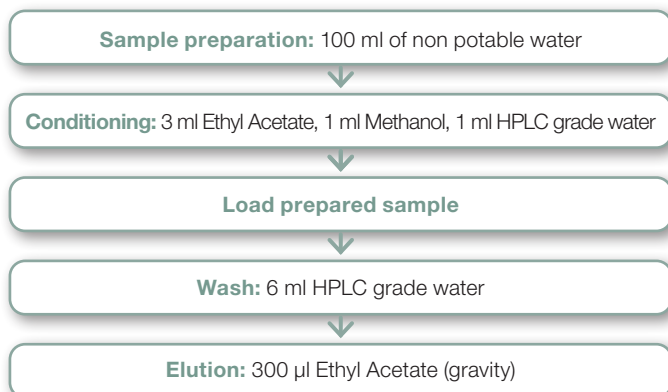 Sample preparation: 100 ml of non potable water
Conditioning: 3 ml Ethyl Acetate, 1 ml Methanol, 1 ml HPLC grade water
Load prepared sample
Wash: 6 ml HPLC grade water
Elution: 300 µl Ethyl Acetate (gravity)